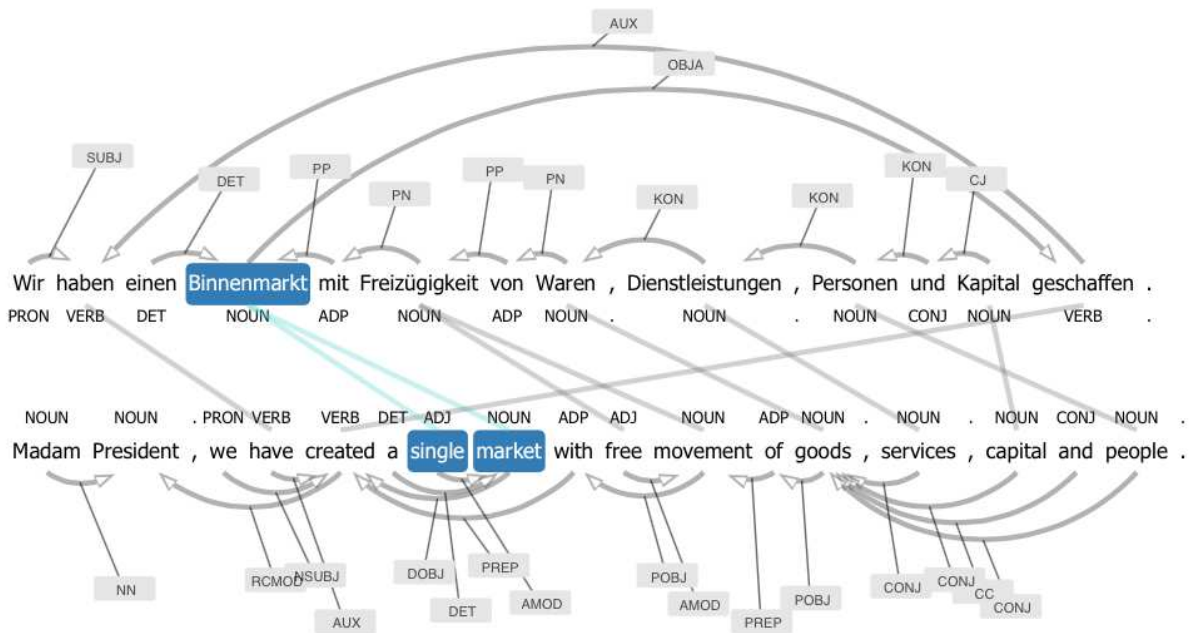 AUX
OBJA
SUBJ
DET
PP
PN
PP
PN
KON
KON
KON
CJ
Wir haben einen Binnenmarkt mit Freizügigkeit von Waren , Dienstleistungen , Personen und Kapital geschaffen .
PRON VERB DET NOUN ADP NOUN ADP NOUN . NOUN . NOUN CONJ NOUN VERB .
NOUN NOUN . PRON VERB VERB DET ADJ NOUN ADP ADJ NOUN ADP NOUN . NOUN . NOUN CONJ NOUN .
Madam President , we have created a single market with free movement of goods , services , capital and people .
NN
RCMOD
NSUBJ
AUX
DOBJ
DET
PREP
AMOD
POBJ
AMOD
PREP
POBJ
CONJ
CONJ
CC
CONJ